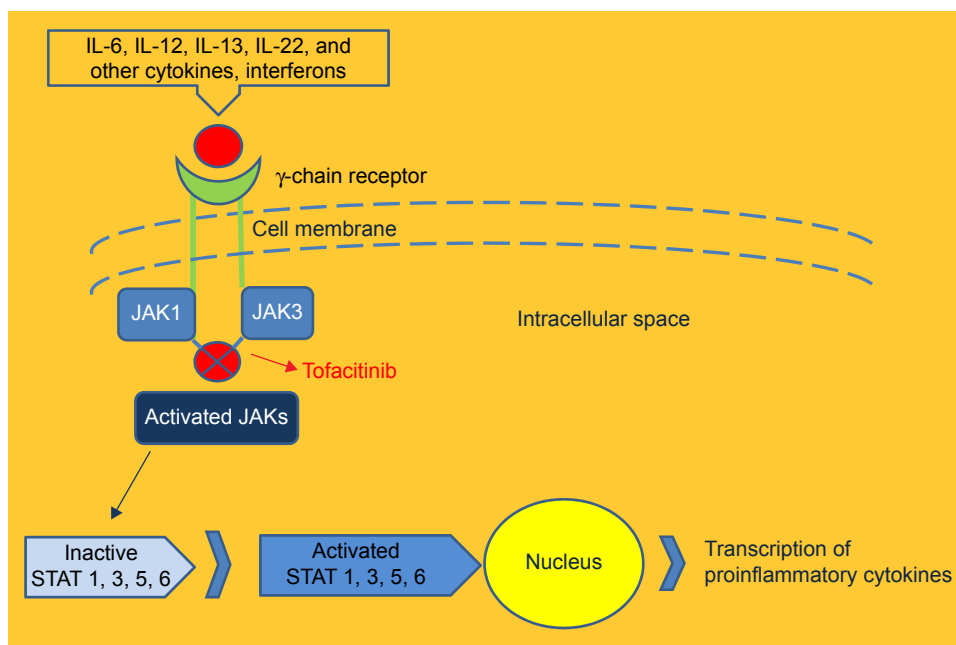 IL-6, IL-12, IL-13, IL-22, and
other cytokines, interferons
γ-chain receptor
Cell membrane
JAK1
JAK3
Intracellular space
Tofacitinib
Activated JAKs
Inactive
STAT 1, 3, 5, 6
Activated
STAT 1, 3, 5, 6
Nucleus
Transcription of
proinflammatory cytokines